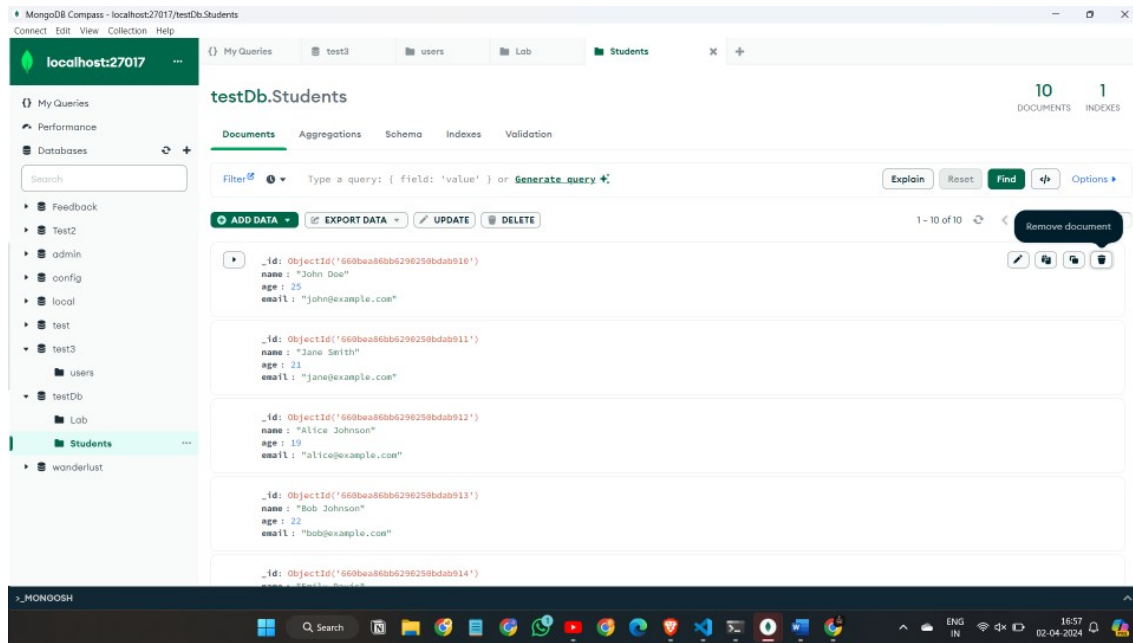 MongoDB Compass - localhost:27017/testDb.Students
Connect Edit View Collection Help
localhost:27017 ...
{} My Queries
Performance
Databases
Search
Feedback
Test2
admin
config
local
test
test3
users
testDb
Lab
Students ...
wanderlust
{} My Queries test3 users Lab Students
testDb.Students
10 DOCUMENTS 1 INDEXES
Documents Aggregations Schema Indexes Validation
Filter Type a query: { field: 'value' } or Generate query Explain Reset Find </> Options
ADD DATA EXPORT DATA UPDATE DELETE 1 – 10 of 10
Remove document
_id: ObjectId('660bea86bb6290250bdab910')
name : "John Doe"
age : 25
email : "john@example.com"
_id: ObjectId('660bea86bb6290250bdab911')
name : "Jane Smith"
age : 21
email : "jane@example.com"
_id: ObjectId('660bea86bb6290250bdab912')
name : "Alice Johnson"
age : 19
email : "alice@example.com"
_id: ObjectId('660bea86bb6290250bdab913')
name : "Bob Johnson"
age : 22
email : "bob@example.com"
_id: ObjectId('660bea86bb6290250bdab914')
>_MONGOSH
Search
ENG
IN
16:57
02-04-2024